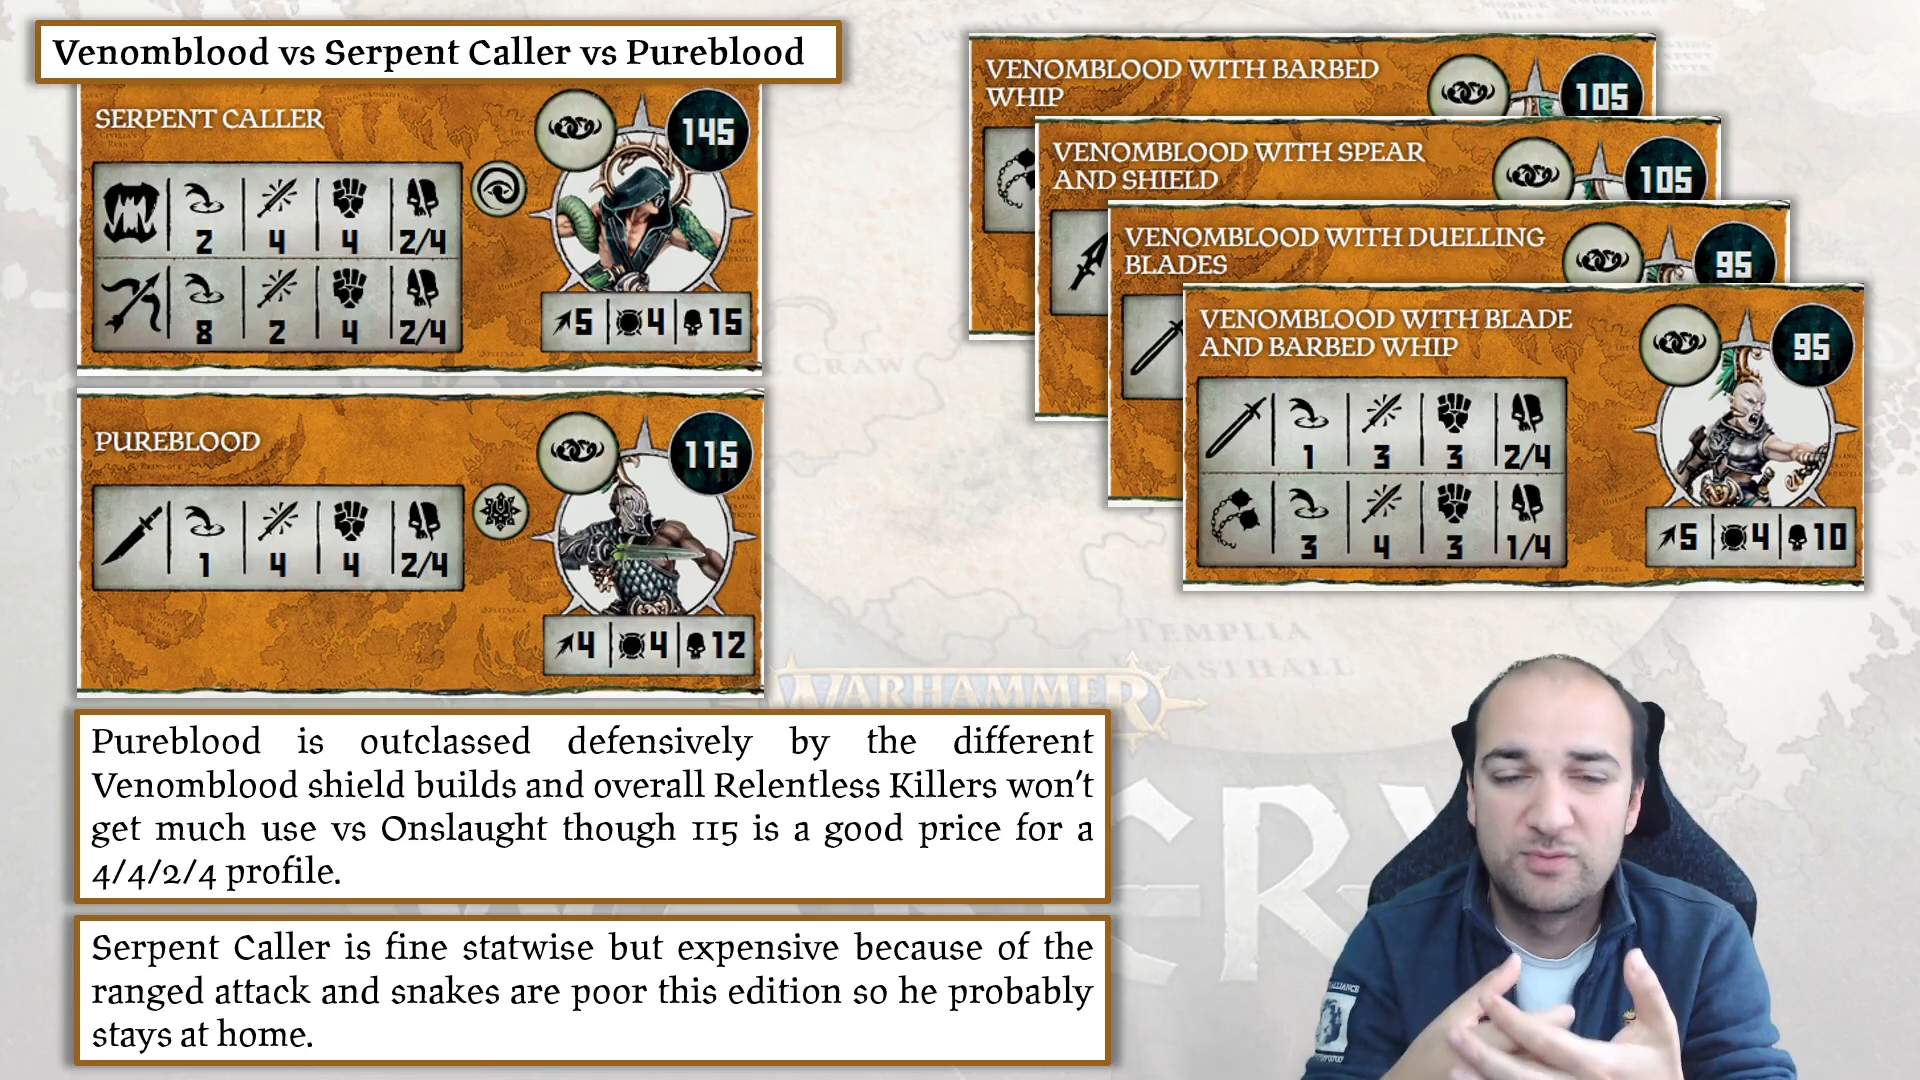 Venomblood vs Serpent Caller vs Pureblood
SERPENT CALLER
145
2 4 4 2/4
8 2 4 2/4
5 4 15
PUREBLOOD
115
1 4 4 2/4
4 4 12
VENOMBLOOD WITH BARBED
WHIP
105
VENOMBLOOD WITH SPEAR
AND SHIELD
105
VENOMBLOOD WITH DUELLING
BLADES
95
VENOMBLOOD WITH BLADE
AND BARBED WHIP
95
1 3 3 2/4
3 4 3 1/4
5 4 10
CRAW
TEMPLIA
WARHAMMER
Pureblood is outclassed defensively by the different
Venomblood shield builds and overall Relentless Killers won't
get much use vs Onslaught though 115 is a good price for a
4/4/2/4 profile.
Serpent Caller is fine statwise but expensive because of the
ranged attack and snakes are poor this edition so he probably
stays at home.